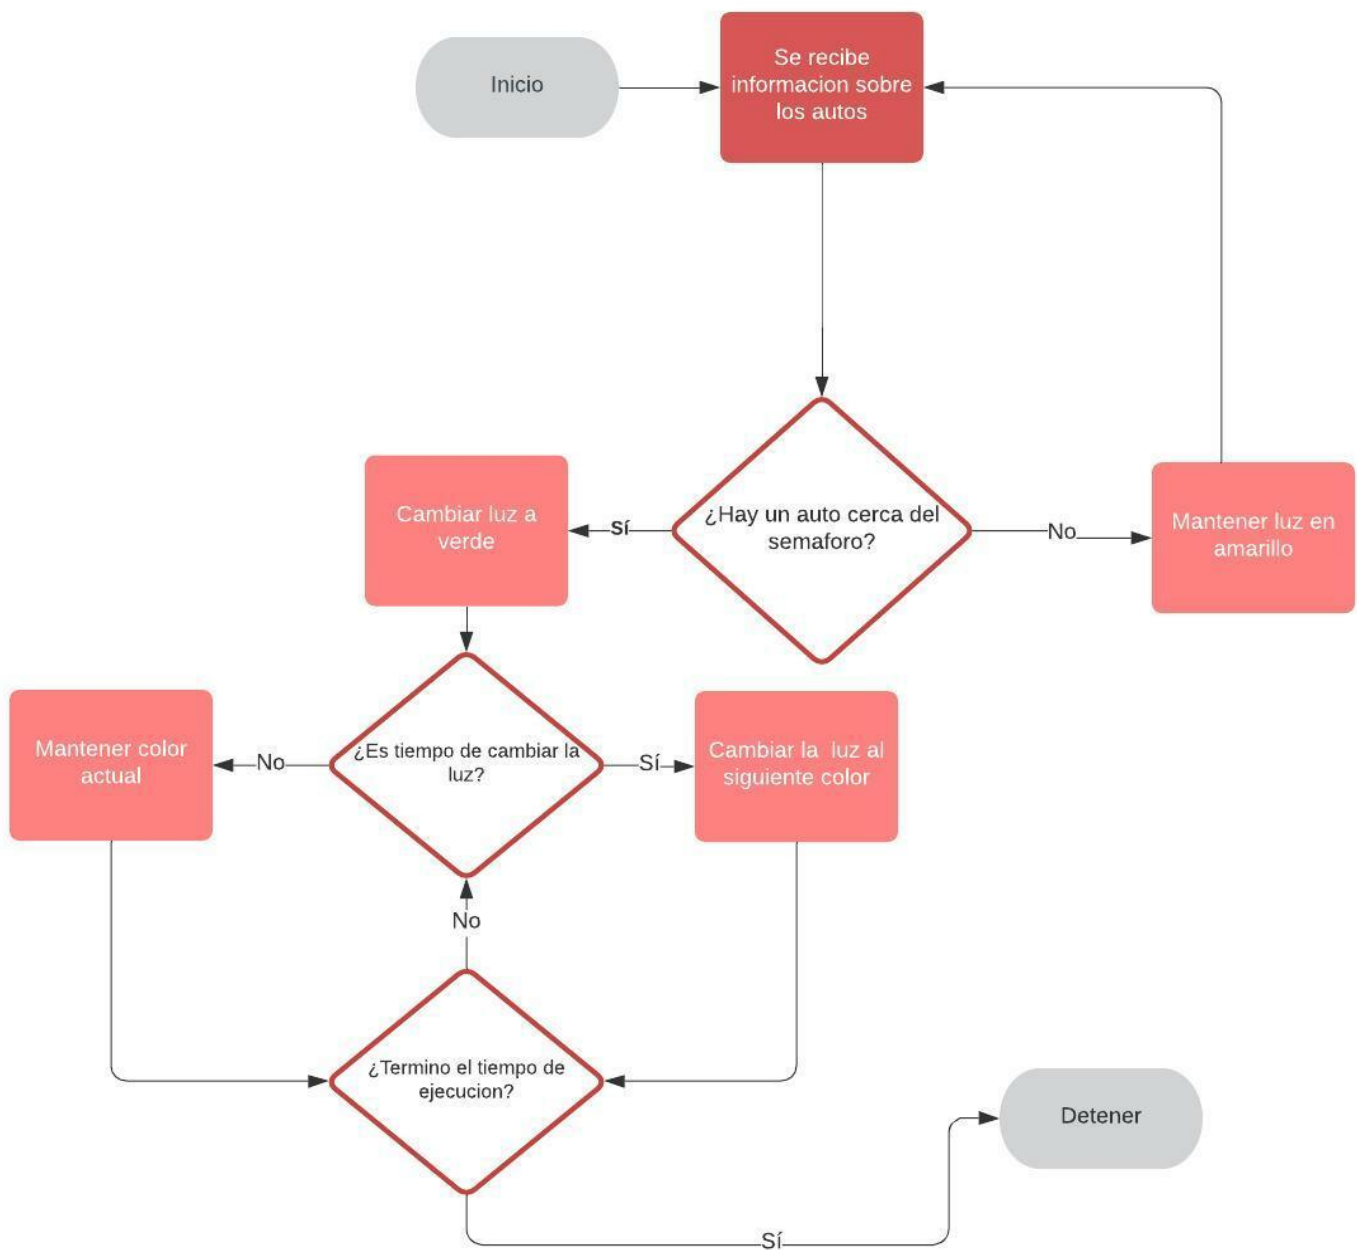 Inicio
Se recibe
informacion sobre
los autos
¿Hay un auto cerca del
semaforo?
Sí
No
Cambiar luz a
verde
Mantener luz en
amarillo
¿Es tiempo de cambiar la
luz?
No
Sí
Mantener color
actual
Cambiar la luz al
siguiente color
No
¿Termino el tiempo de
ejecucion?
Sí
Detener